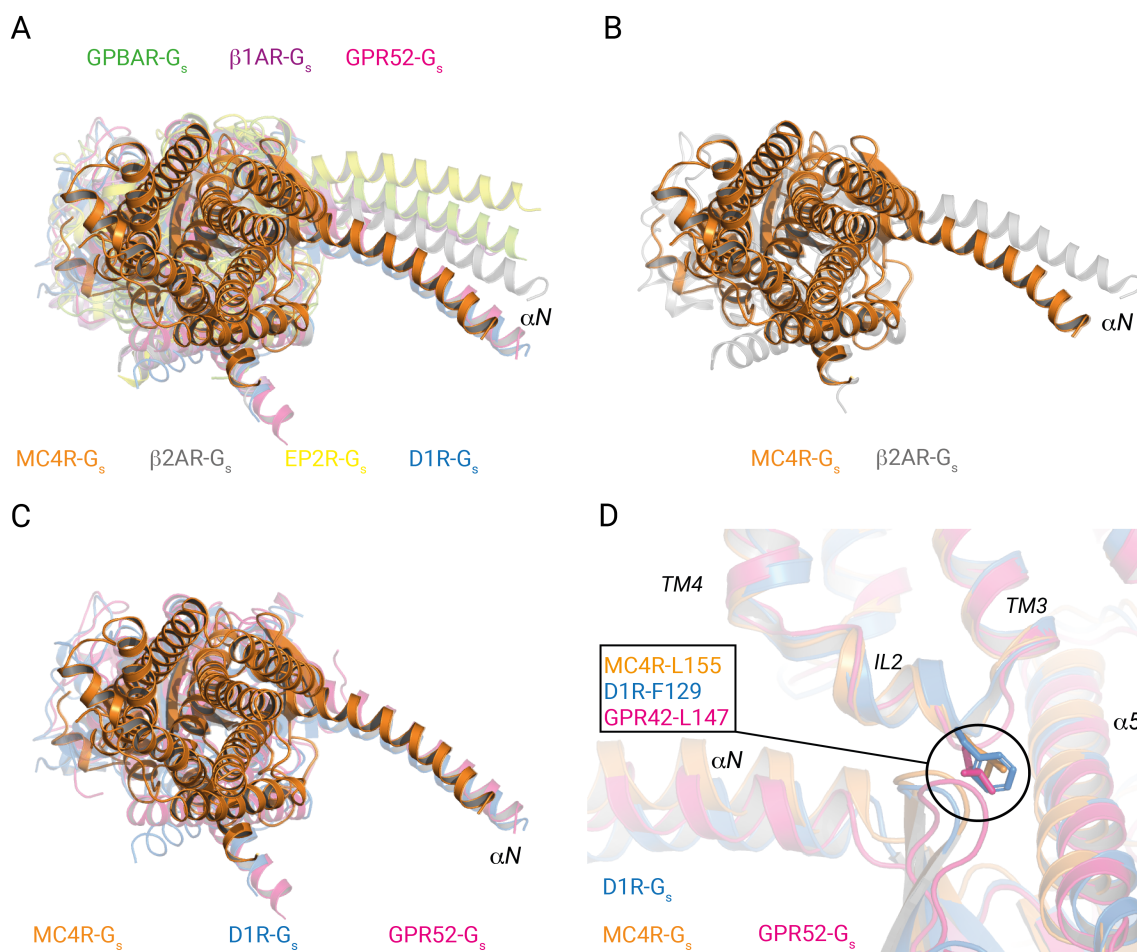 A
GPBAR-Gs β1AR-Gs GPR52-Gs
αN
MC4R-Gs β2AR-Gs EP2R-Gs D1R-Gs
B
αN
MC4R-Gs β2AR-Gs
C
αN
MC4R-Gs D1R-Gs GPR52-Gs
D
TM4
TM3
IL2
MC4R-L155
D1R-F129
GPR42-L147
α5
αN
D1R-Gs
MC4R-Gs GPR52-Gs